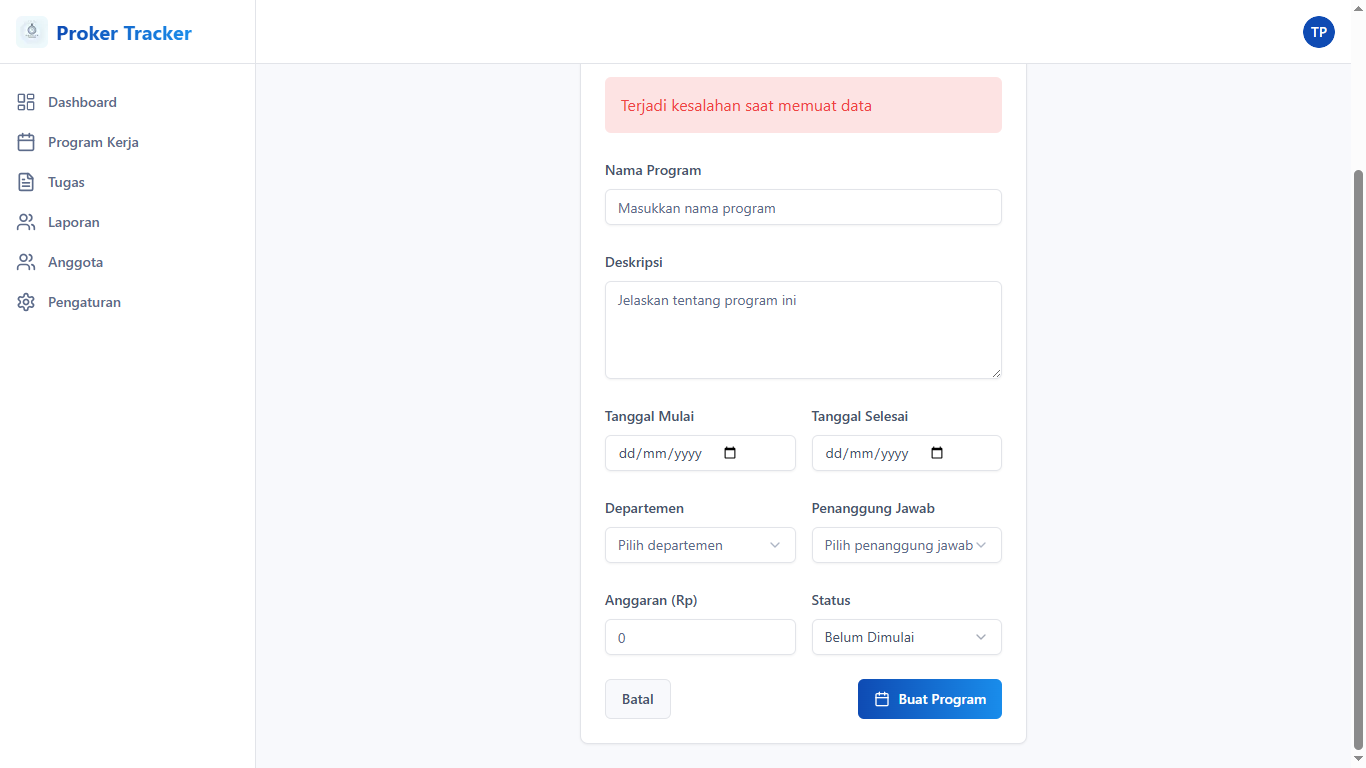 Proker Tracker
TP
Dashboard
Program Kerja
Tugas
Laporan
Anggota
Pengaturan
Terjadi kesalahan saat memuat data
Nama Program
Masukkan nama program
Deskripsi
Jelaskan tentang program ini
Tanggal Mulai
Tanggal Selesai
dd/mm/yyyy
dd/mm/yyyy
Departemen
Penanggung Jawab
Pilih departemen
Pilih penanggung jawab
Anggaran (Rp)
Status
0
Belum Dimulai
Batal
Buat Program